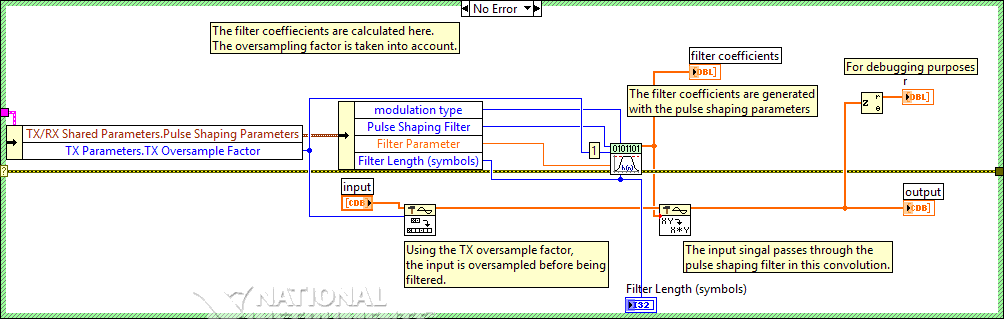 No Error
The filter coeffiecients are calculated here.
The oversampling factor is taken into account.
filter coefficients
DBL]
The filter coefficients are generated
with the pulse shaping parameters
For debugging purposes
r
z
r
e
DBL]
modulation type
Pulse Shaping Filter
Filter Parameter
Filter Length (symbols)
TX/RX Shared Parameters.Pulse Shaping Parameters
TX Parameters.TX Oversample Factor
?
1
0101101
h(n)
input
[CDB
output
CDB]
XY
X*Y
Using the TX oversample factor,
the input is oversampled before being
filtered.
The input singal passes through the
pulse shaping filter in this convolution.
Filter Length (symbols)
I32
NATIONAL
INSTRUMENTS